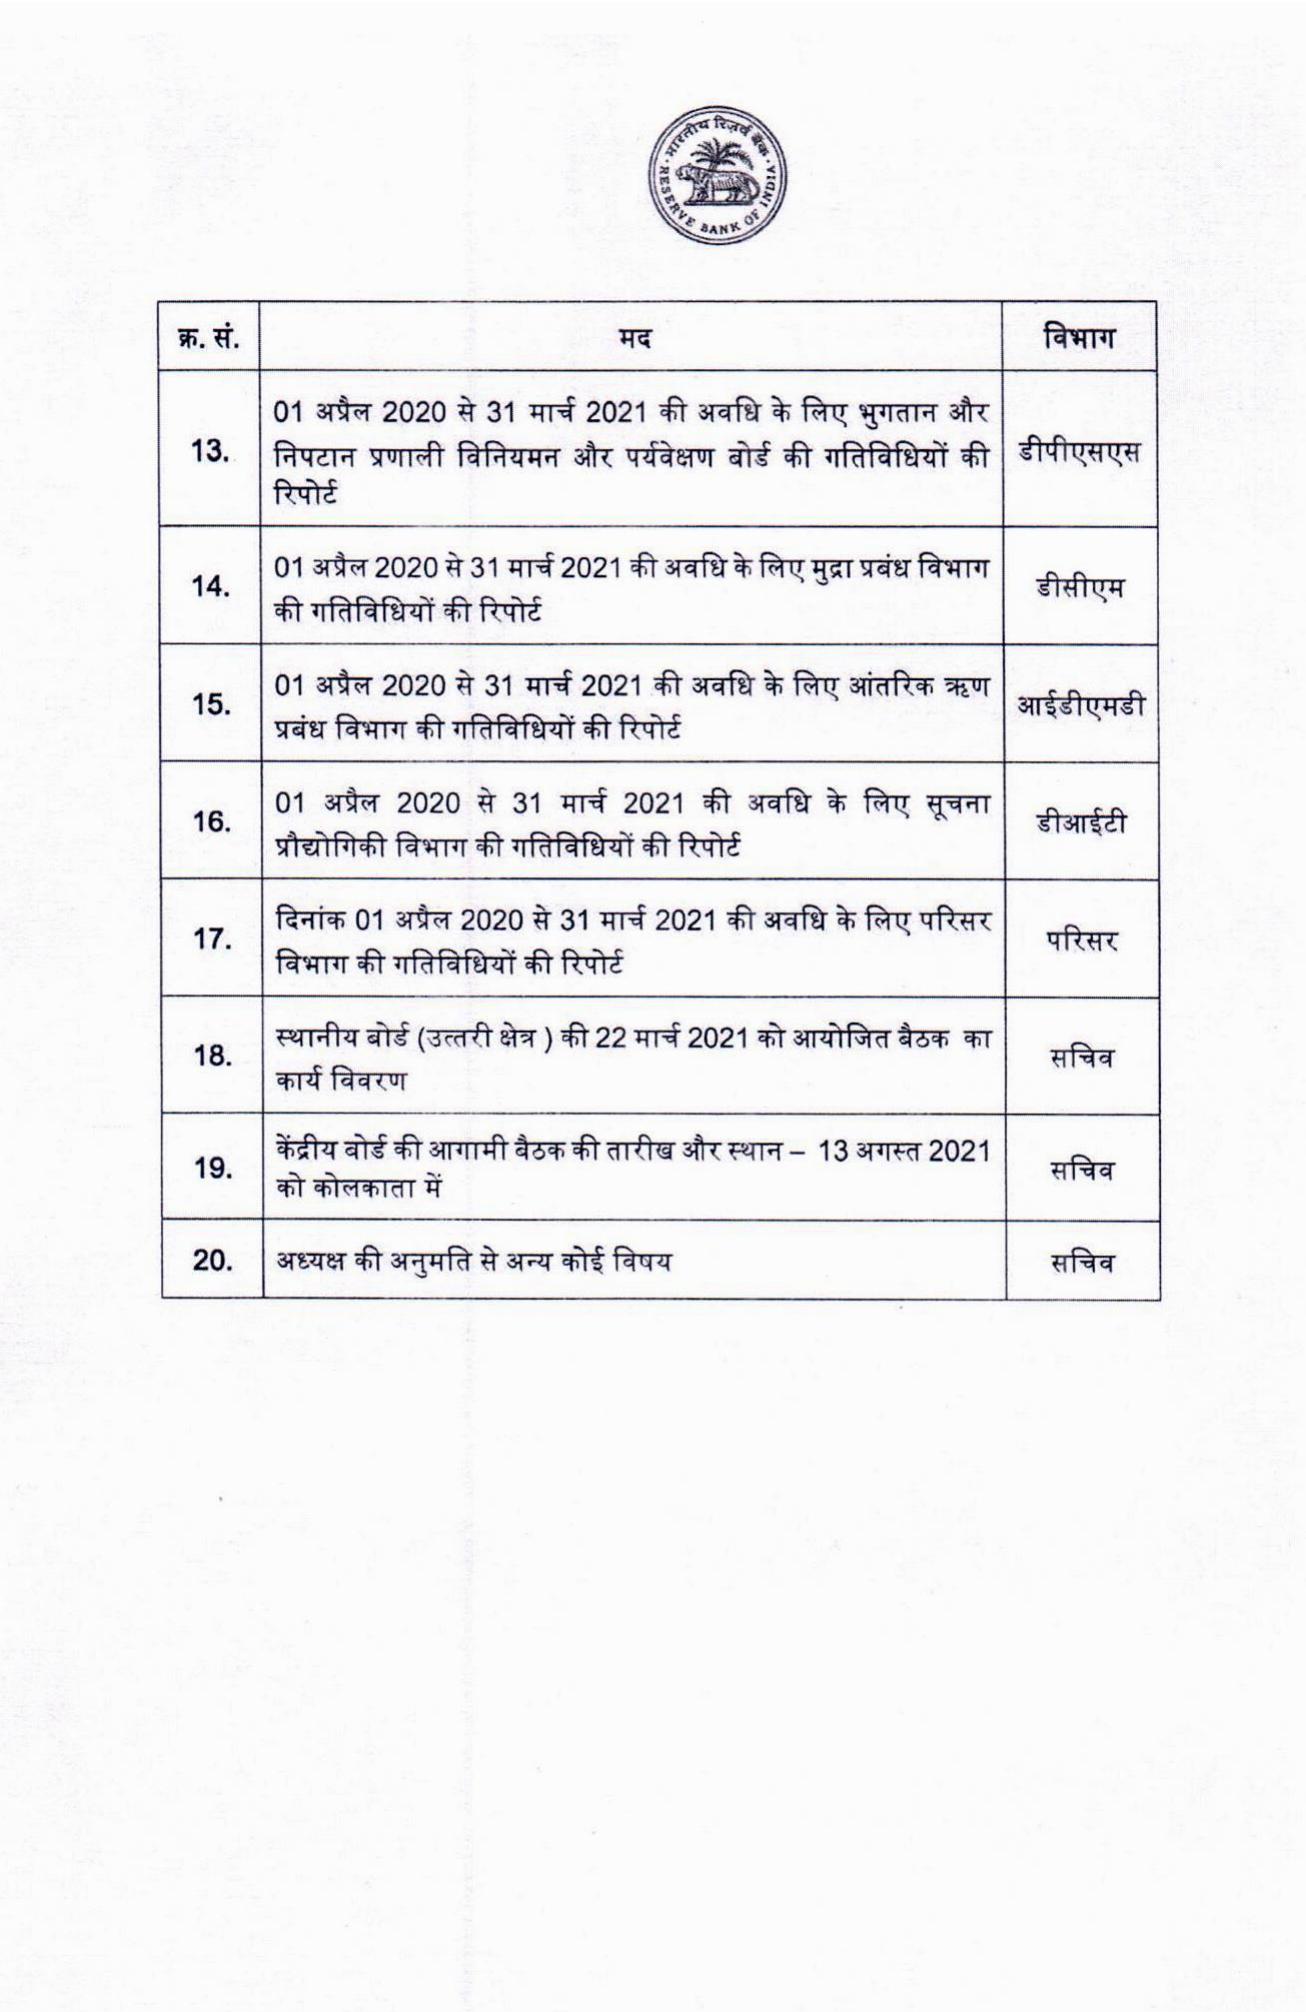 भारतीय रिज़र्व बैंक
RESERVE BANK OF INDIA
क्र. सं. मद विभाग
01 अप्रैल 2020 से 31 मार्च 2021 की अवधि के लिए भुगतान और
13. निपटान प्रणाली विनियमन और पर्यवेक्षण बोर्ड की गतिविधियों की डीपीएसएस
रिपोर्ट
01 अप्रैल 2020 से 31 मार्च 2021 की अवधि के लिए मुद्रा प्रबंध विभाग
14. डीसीएम
की गतिविधियों की रिपोर्ट
01 अप्रैल 2020 से 31 मार्च 2021 की अवधि के लिए आंतरिक ऋण
15. आईडीएमडी
प्रबंध विभाग की गतिविधियों की रिपोर्ट
01 अप्रैल 2020 से 31 मार्च 2021 की अवधि के लिए सूचना
16. डीआईटी
प्रौद्योगिकी विभाग की गतिविधियों की रिपोर्ट
दिनांक 01 अप्रैल 2020 से 31 मार्च 2021 की अवधि के लिए परिसर
17. परिसर
विभाग की गतिविधियों की रिपोर्ट
स्थानीय बोर्ड (उत्तरी क्षेत्र ) की 22 मार्च 2021 को आयोजित बैठक का
18. सचिव
कार्य विवरण
केंद्रीय बोर्ड की आगामी बैठक की तारीख और स्थान – 13 अगस्त 2021
19. सचिव
को कोलकाता में
20. अध्यक्ष की अनुमति से अन्य कोई विषय सचिव